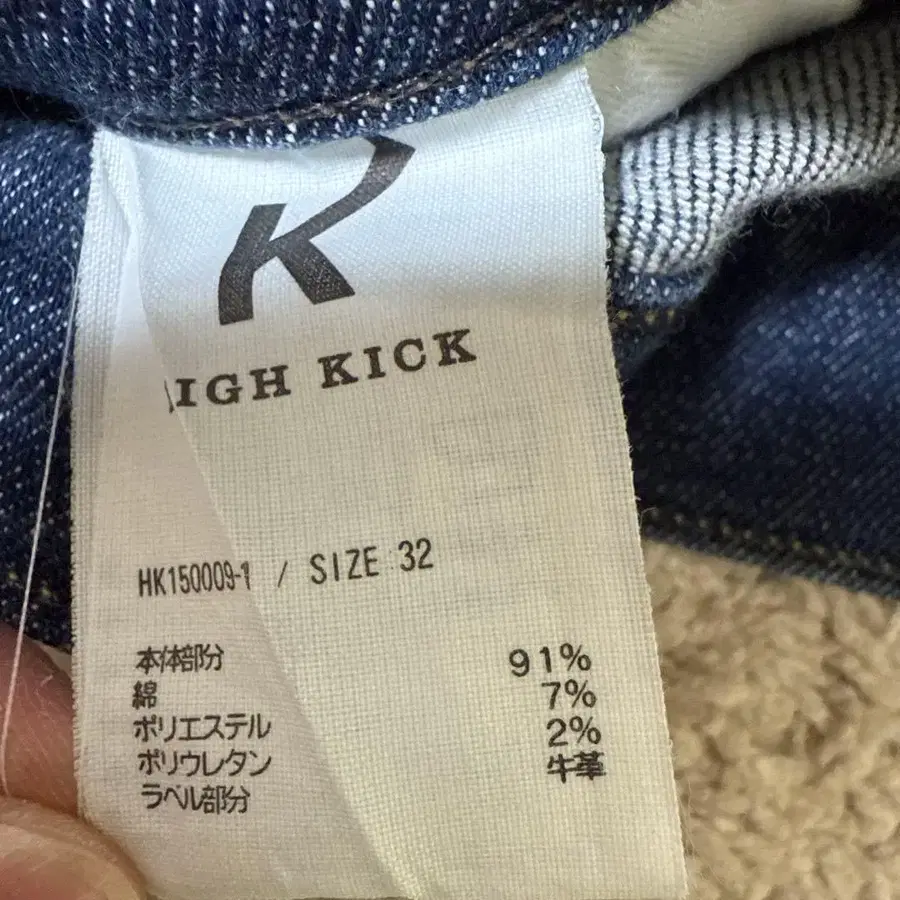 HIGH KICK
HK150009-1 / SIZE 32
本体部分 91%
綿 7%
ポリエステル 2%
ポリウレタン 牛革
ラベル部分